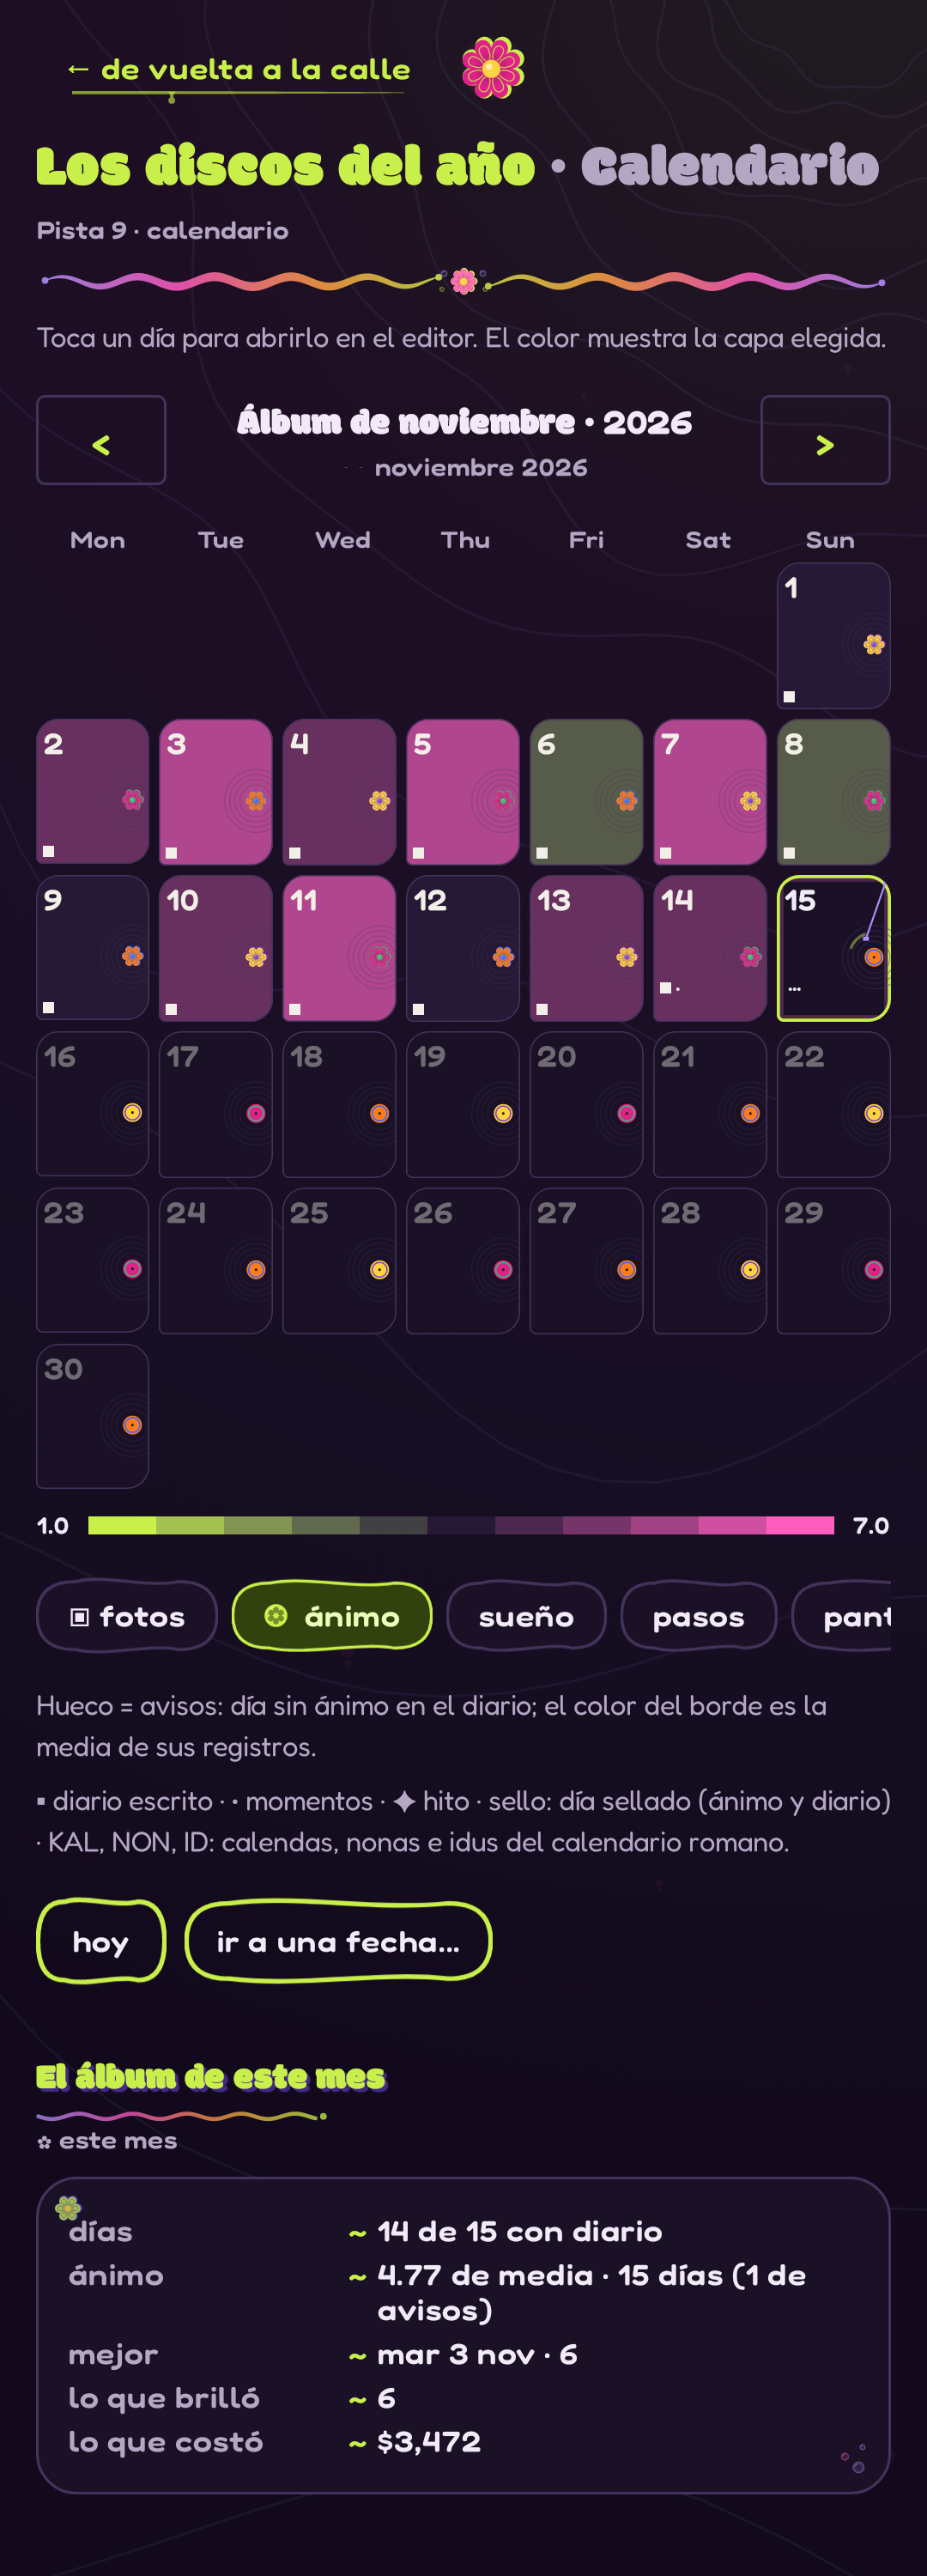 ← de vuelta a la calle
Los discos del año · Calendario
Pista 9 · calendario
Toca un día para abrirlo en el editor. El color muestra la capa elegida.
<
Álbum de noviembre · 2026
noviembre 2026
>
Mon Tue Wed Thu Fri Sat Sun
1
2 3 4 5 6 7 8
9 10 11 12 13 14 15
16 17 18 19 20 21 22
23 24 25 26 27 28 29
30
1.0 7.0
fotos ánimo sueño pasos pant
Hueco = avisos: día sin ánimo en el diario; el color del borde es la
media de sus registros.
▪ diario escrito · • momentos · ✦ hito · sello: día sellado (ánimo y diario)
· KAL, NON, ID: calendas, nonas e idus del calendario romano.
hoy ir a una fecha...
El álbum de este mes
✿ este mes
días ~ 14 de 15 con diario
ánimo ~ 4.77 de media · 15 días (1 de
avisos)
mejor ~ mar 3 nov · 6
lo que brilló ~ 6
lo que costó ~ $3,472